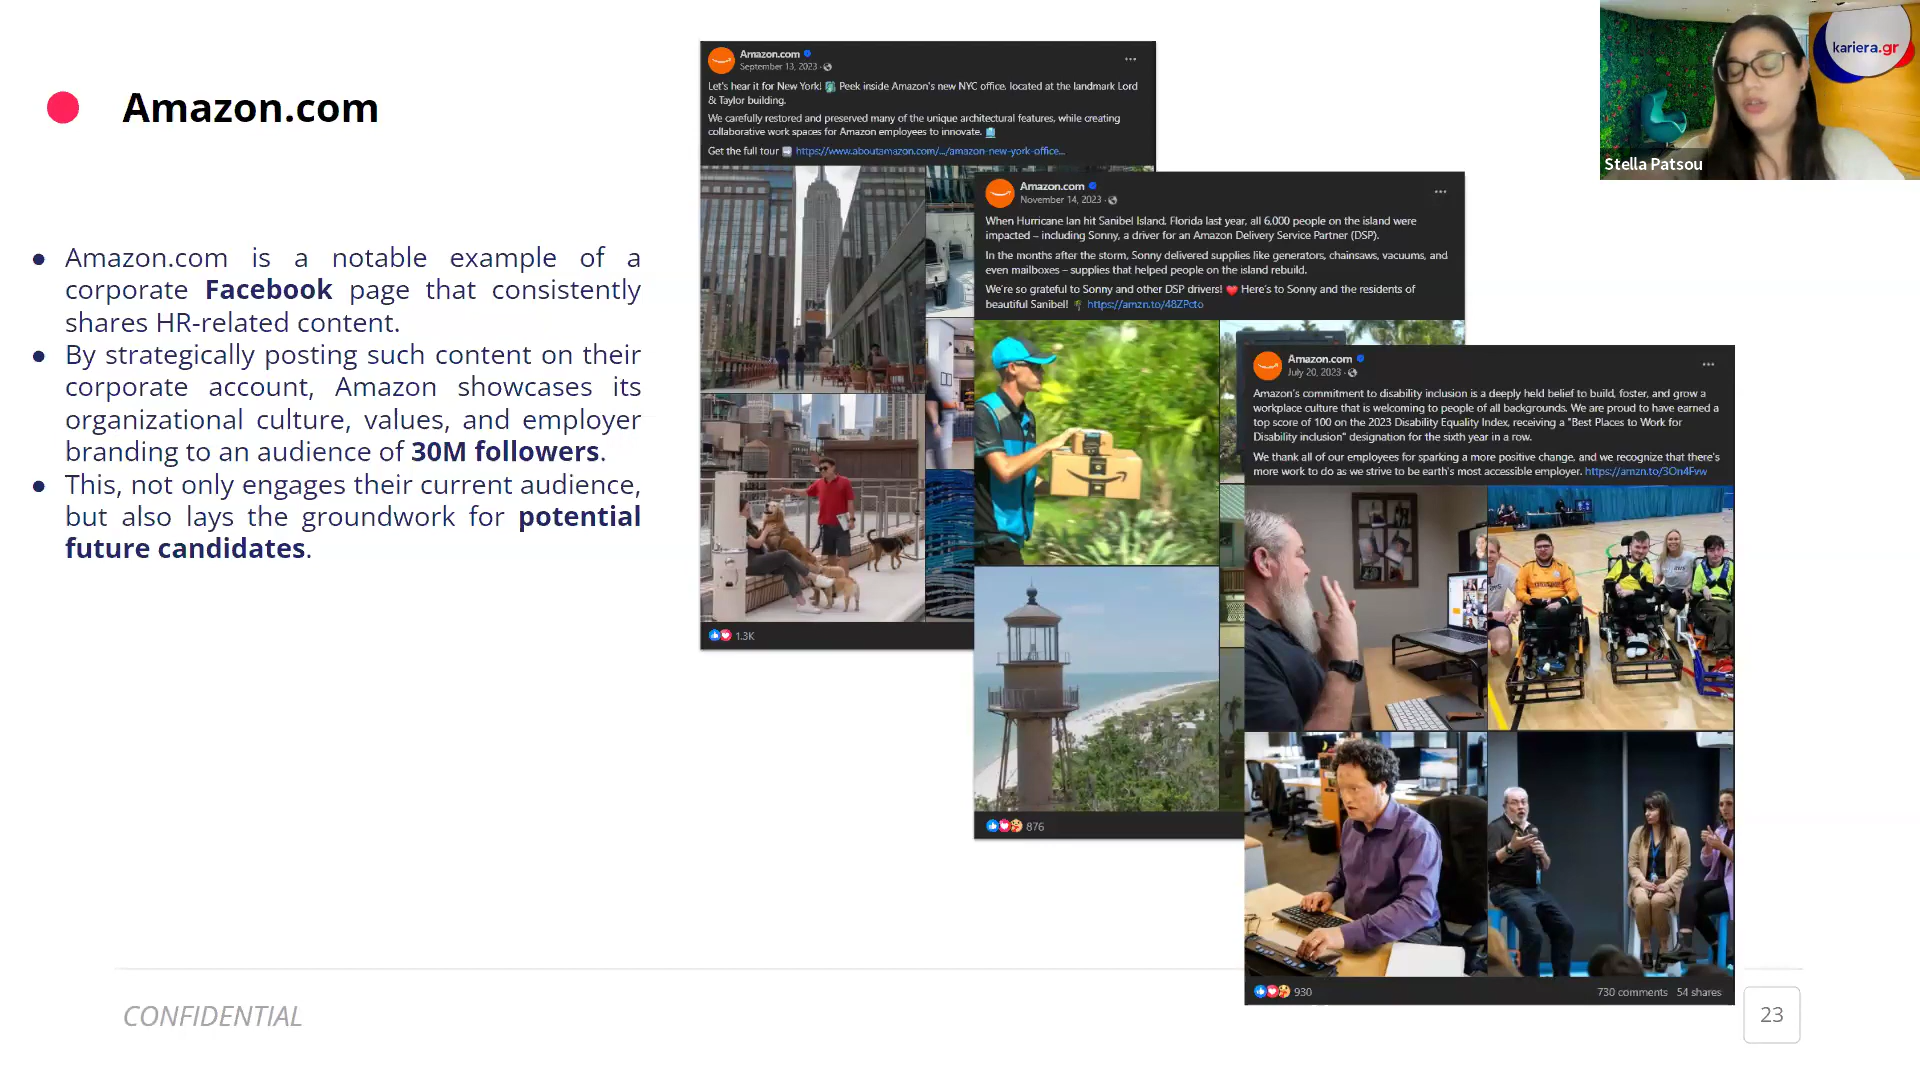 Amazon.com
Amazon.com is a notable example of a
corporate Facebook page that consistently
shares HR-related content.
By strategically posting such content on their
corporate account, Amazon showcases its
organizational culture, values, and employer
branding to an audience of 30M followers.
This, not only engages their current audience,
but also lays the groundwork for potential
future candidates.
Amazon.com
September 13, 2023 ·
Let's hear it for New York! Peek inside Amazon's new NYC office, located at the landmark Lord
& Taylor building.
We carefully restored and preserved many of the unique architectural features, while creating
collaborative work spaces for Amazon employees to innovate.
Get the full tour https://www.aboutamazon.com/.../amazon-new-york-office...
1.3K
Amazon.com
November 14, 2023 ·
When Hurricane Ian hit Sanibel Island, Florida last year, all 6,000 people on the island were
impacted – including Sonny, a driver for an Amazon Delivery Service Partner (DSP).
In the months after the storm, Sonny delivered supplies like generators, chainsaws, vacuums, and
even mailboxes – supplies that helped people on the island rebuild.
We're so grateful to Sonny and other DSP drivers! Here's to Sonny and the residents of
beautiful Sanibel! https://amzn.to/48ZPcto
876
Amazon.com
July 20, 2023 ·
Amazon's commitment to disability inclusion is a deeply held belief to build, foster, and grow a
workplace culture that is welcoming to people of all backgrounds. We are proud to have earned a
top score of 100 on the 2023 Disability Equality Index, receiving a "Best Places to Work for
Disability inclusion" designation for the sixth year in a row.
We thank all of our employees for sparking a more positive change, and we recognize that there's
more work to do as we strive to be earth's most accessible employer. https://amzn.to/3On4Fvw
930
730 comments 54 shares
kariera.gr
Stella Patsou
CONFIDENTIAL
23